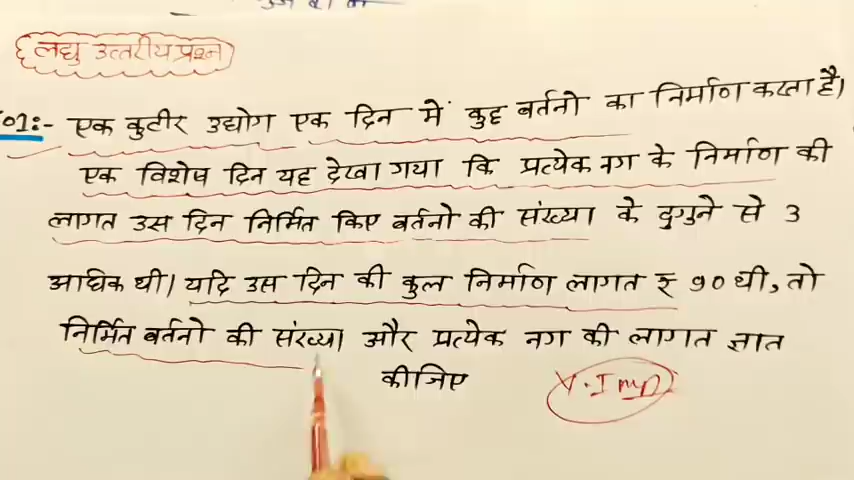 लघु उत्तरीय प्रश्न
01:- एक कुटीर उद्योग एक दिन में कुछ बर्तनो का निर्माण करता है।
एक विशेष दिन यह देखा गया कि प्रत्येक नग के निर्माण की
लागत उस दिन निर्मित किए बर्तनो की संख्या के दुगुने से 3
अधिक थी। यदि उस दिन की कुल निर्माण लागत ₹ 90 थी, तो
निर्मित बर्तनो की संख्या और प्रत्येक नग की लागत ज्ञात
कीजिए
V. Imp